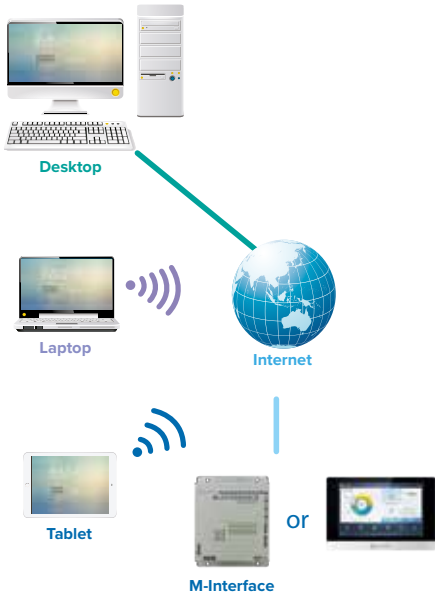 Desktop
Laptop
Internet
Tablet
or
M-Interface